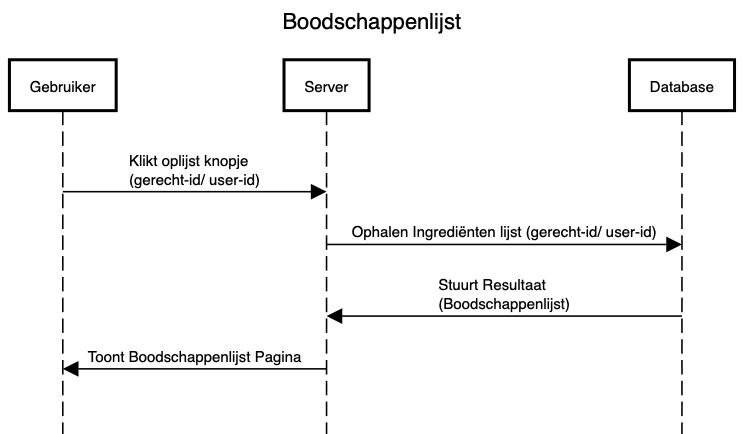 Boodschappenlijst
Gebruiker
Server
Database
Klikt oplijst knopje
(gerecht-id/ user-id)
Ophalen Ingrediënten lijst (gerecht-id/ user-id)
Stuurt Resultaat
(Boodschappenlijst)
Toont Boodschappenlijst Pagina